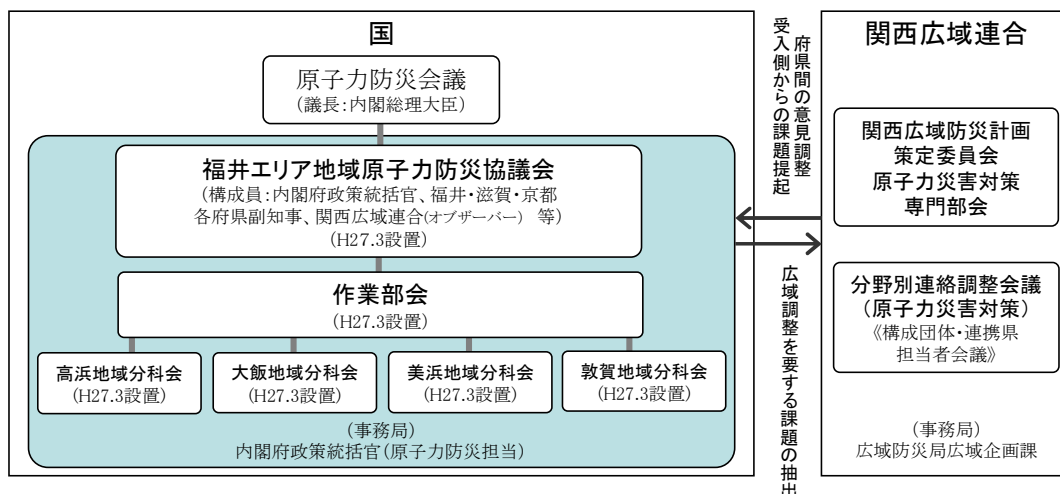 国
原子力防災会議
(議長：内閣総理大臣)
福井エリア地域原子力防災協議会
(構成員：内閣府政策統括官、福井・滋賀・京都
各府県副知事、関西広域連合(オブザーバー) 等)
(H27.3設置)
作業部会
(H27.3設置)
高浜地域分科会
(H27.3設置)
大飯地域分科会
(H27.3設置)
美浜地域分科会
(H27.3設置)
敦賀地域分科会
(H27.3設置)
(事務局)
内閣府政策統括官(原子力防災担当)
府県間の意見調整
受入側からの課題提起
広域調整を要する課題の抽出
関西広域連合
関西広域防災計画
策定委員会
原子力災害対策
専門部会
分野別連絡調整会議
(原子力災害対策)
《構成団体・連携県
担当者会議》
(事務局)
広域防災局広域企画課